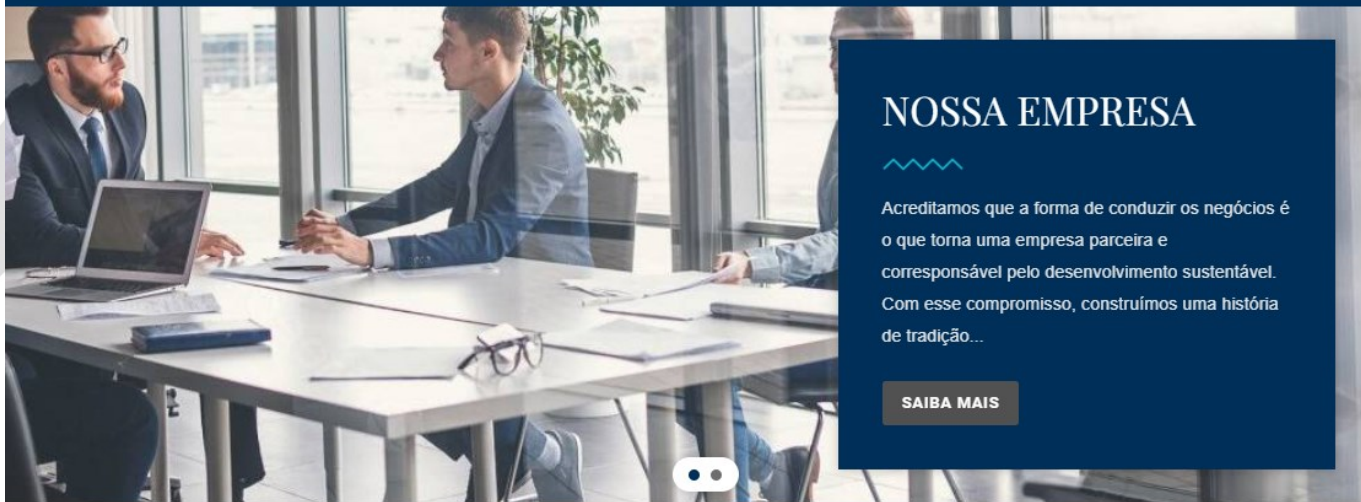 NOSSA EMPRESA
Acreditamos que a forma de conduzir os negócios é
o que torna uma empresa parceira e
corresponsável pelo desenvolvimento sustentável.
Com esse compromisso, construímos uma história
de tradição...
SAIBA MAIS